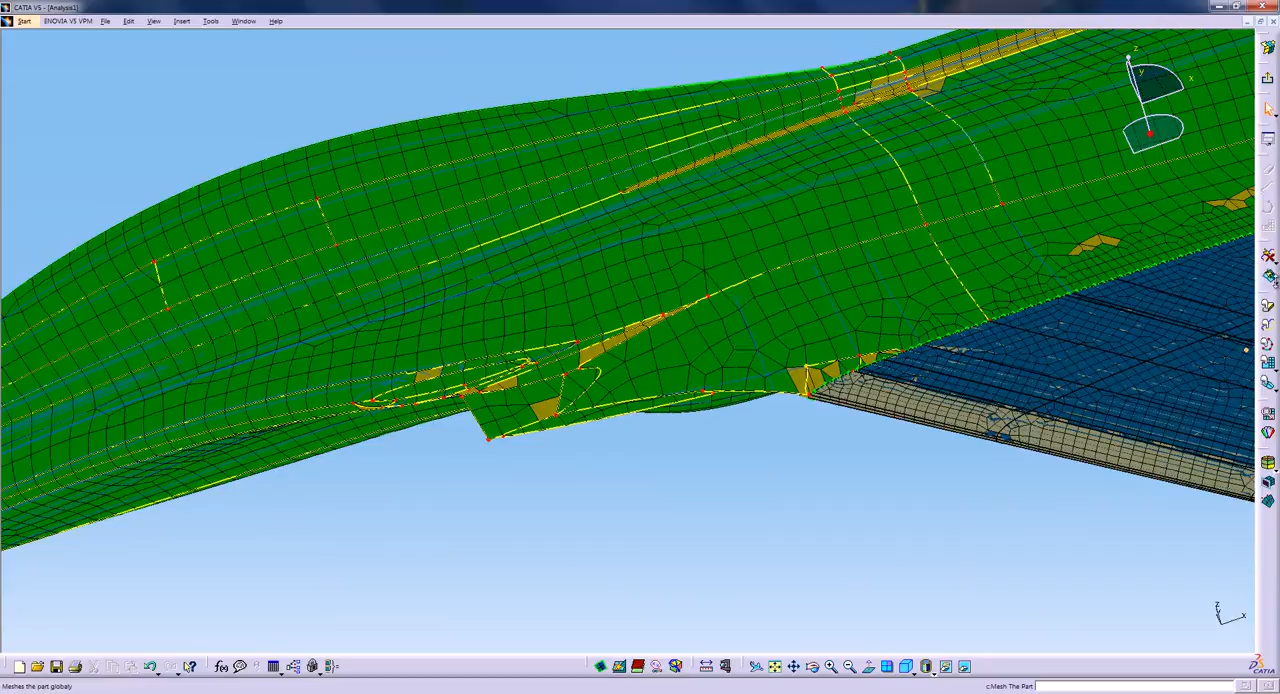 CATIA V5 - [Analysis1]
Start ENOVIA V5 VPM File Edit View Insert Tools Window Help
z
y
x
z
x
f(x)
Meshes the part globaly
c:Mesh The Part
CATIA